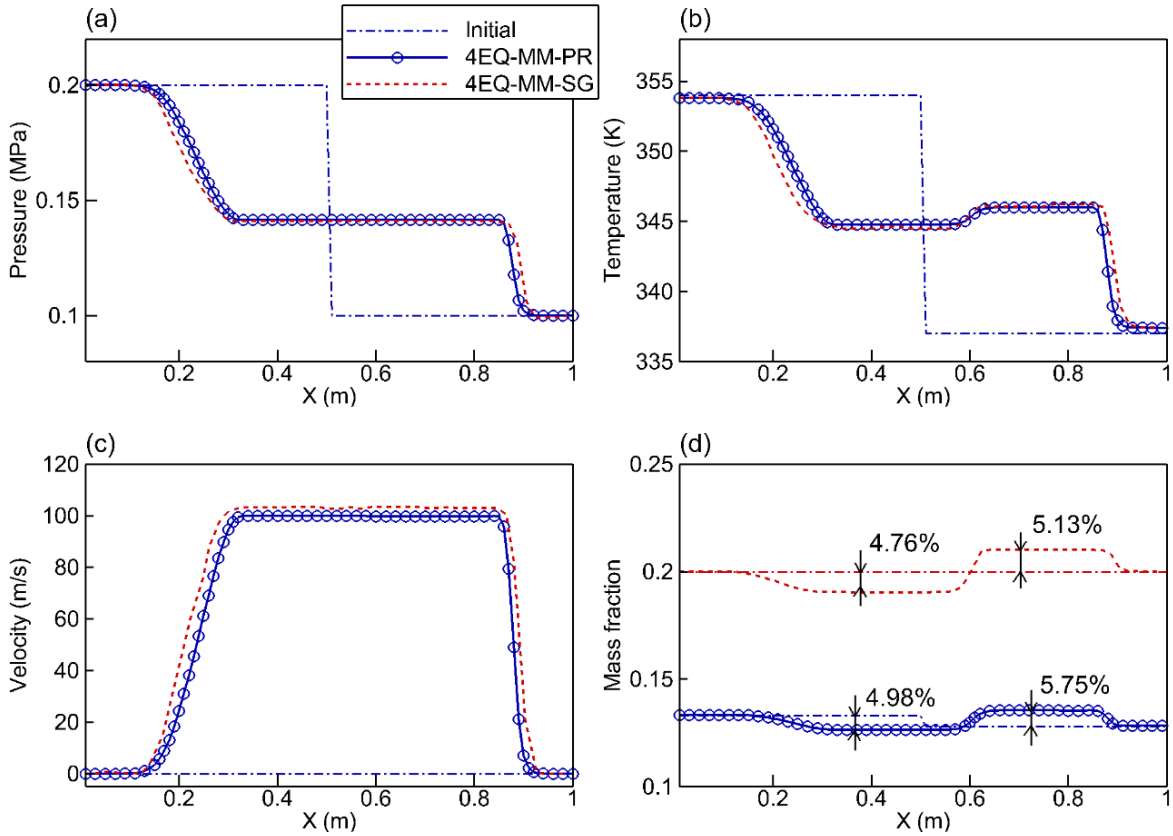 (a)
Initial
4EQ-MM-PR
4EQ-MM-SG
0.2
0.15
0.1
Pressure (MPa)
0.2 0.4 0.6 0.8 1
X (m)
(b)
355
350
345
340
335
Temperature (K)
0.2 0.4 0.6 0.8 1
X (m)
(c)
120
100
80
60
40
20
0
Velocity (m/s)
0.2 0.4 0.6 0.8 1
X (m)
(d)
0.25
0.2
0.15
0.1
Mass fraction
4.76%
5.13%
4.98%
5.75%
0.2 0.4 0.6 0.8 1
X (m)